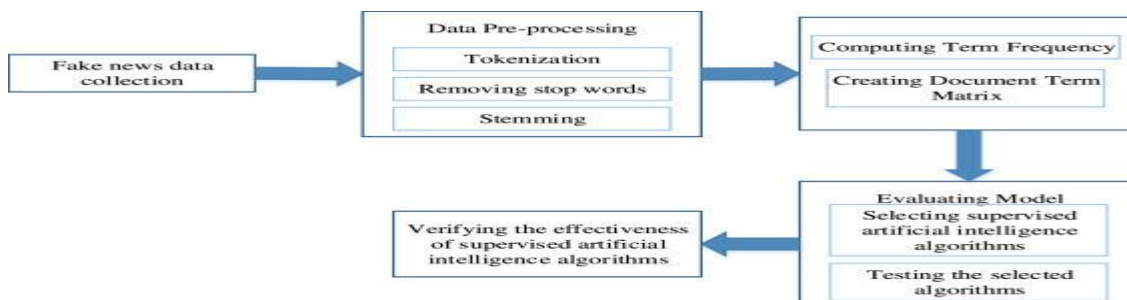 Fake news data
collection
Data Pre-processing
Tokenization
Removing stop words
Stemming
Computing Term Frequency
Creating Document Term
Matrix
Evaluating Model
Selecting supervised
artificial intelligence
algorithms
Testing the selected
algorithms
Verifying the effectiveness
of supervised artificial
intelligence algorithms